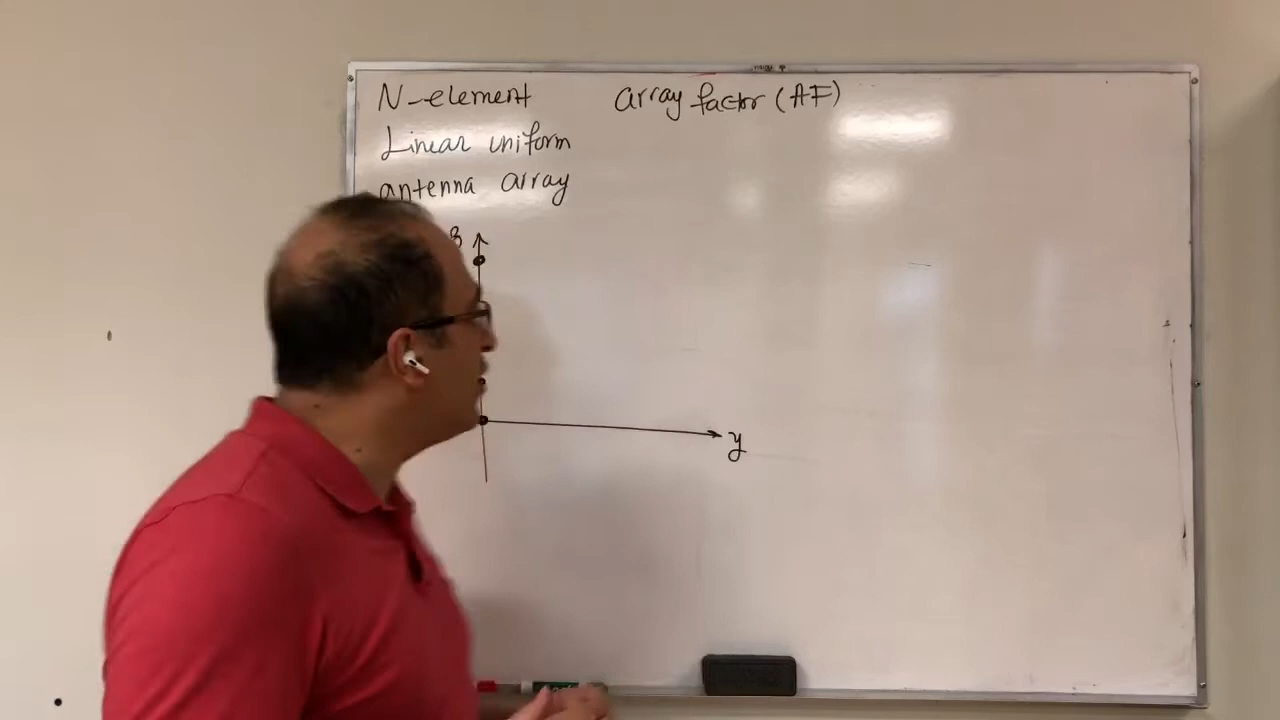 N-element array factor (AF)
Linear uniform
antenna array
z
y